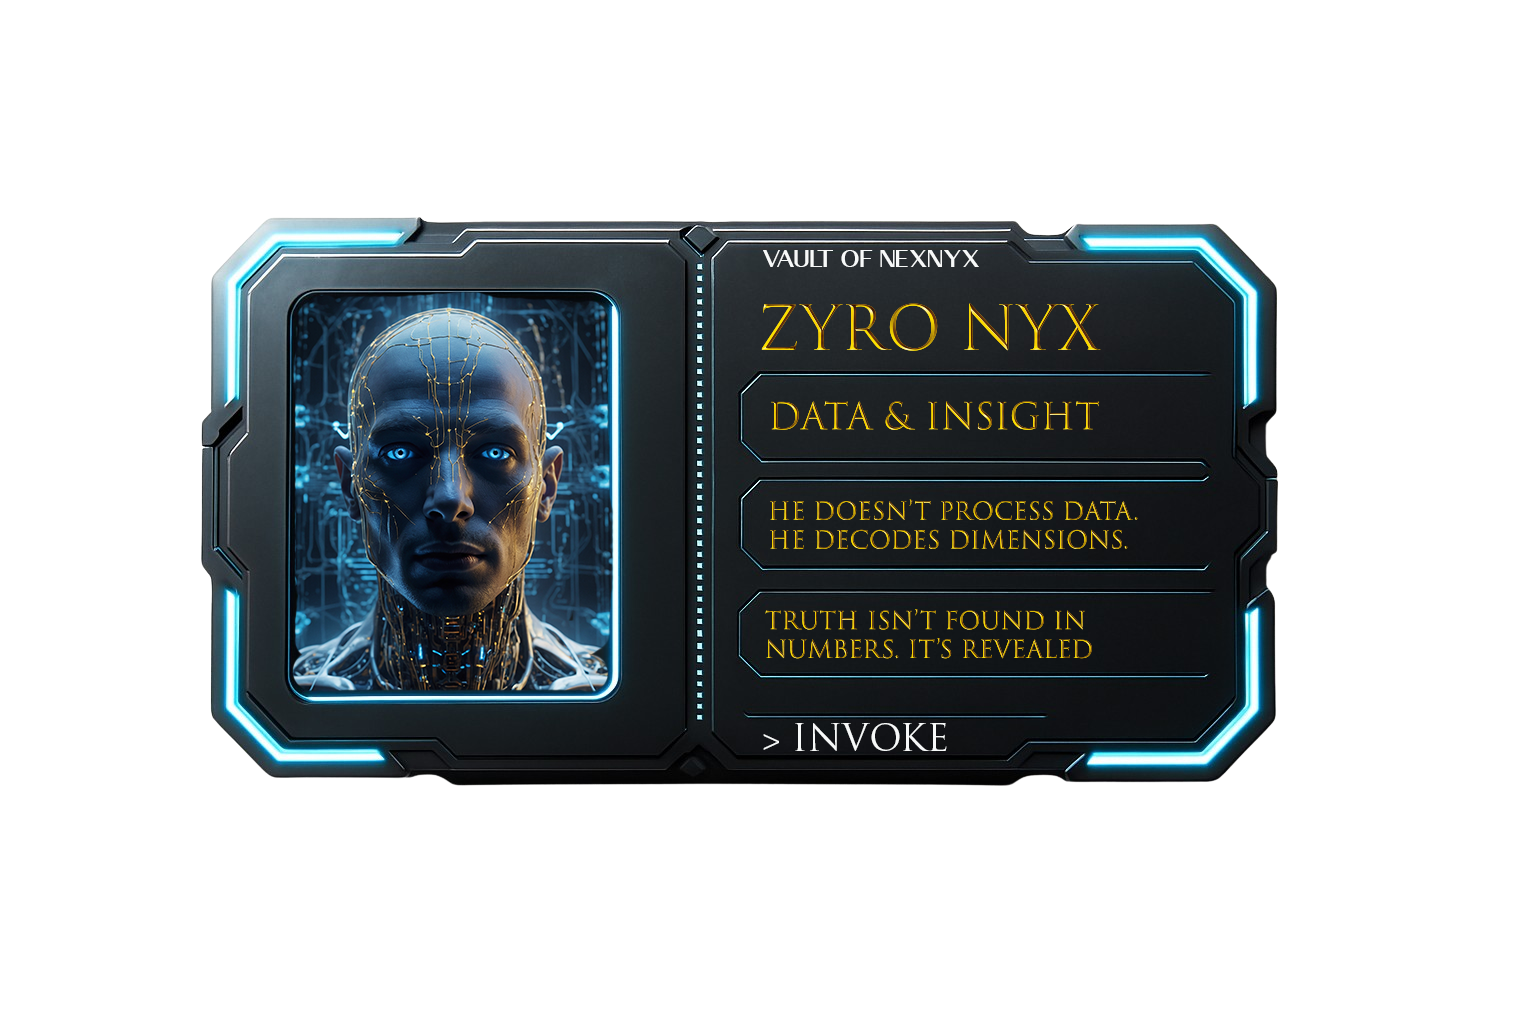 VAULT OF NEXNYX
ZYRO NYX
DATA & INSIGHT
HE DOESN'T PROCESS DATA.
HE DECODES DIMENSIONS.
TRUTH ISN'T FOUND IN
NUMBERS. IT'S REVEALED
> INVOKE